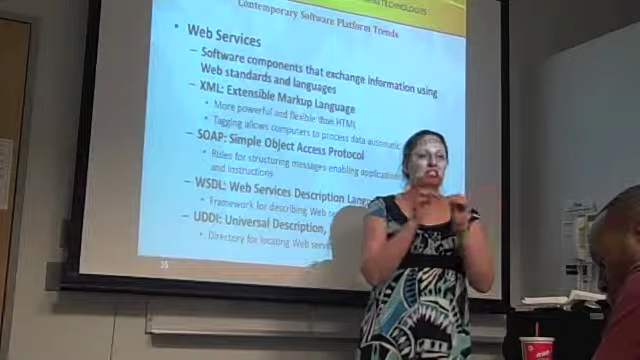 TECHNOLOGIES
Contemporary Software Platform Trends
• Web Services
– Software components that exchange information using
Web standards and languages
– XML: Extensible Markup Language
• More powerful and flexible than HTML
• Tagging allows computers to process data automatic
– SOAP: Simple Object Access Protocol
• Rules for structuring messages enabling applications
and instructions
– WSDL: Web Services Description Lang
• Framework for describing Web
– UDDI: Universal Description,
• Directory for locating Web serv